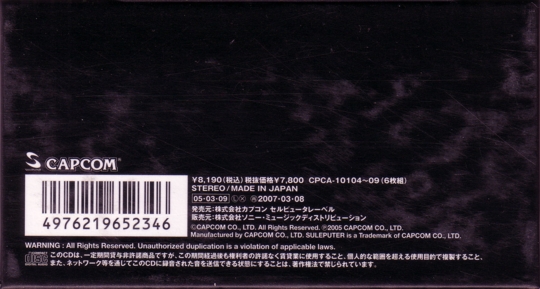 CAPCOM
¥8,190(税込)税抜価格¥7,800 CPCA-10104〜09(6枚組)
STEREO/MADE IN JAPAN
05·03·09 2007·03·08
発売元:株式会社カプコン セルピュータレーベル
販売元:株式会社ソニー・ミュージックディストリビューション
©CAPCOM CO., LTD. All Rights Reserved. ℗2005 CAPCOM CO., LTD.
Manufactured by CAPCOM CO., LTD. SULEPUTER is a Trademark of CAPCOM CO., LTD.
4976219652346
WARNING : All Rights Reserved. Unauthorized duplication is a violation of applicable laws.
このCDは、一定期間貸与非許諾商品ですが、この期間経過後も権利者の許諾なく賃貸業に使用すること、個人的な範囲を超える使用目的で複製すること、
また、ネットワーク等を通じてこのCDに収録された音を送信できる状態にすることは、著作権法で禁じられています。